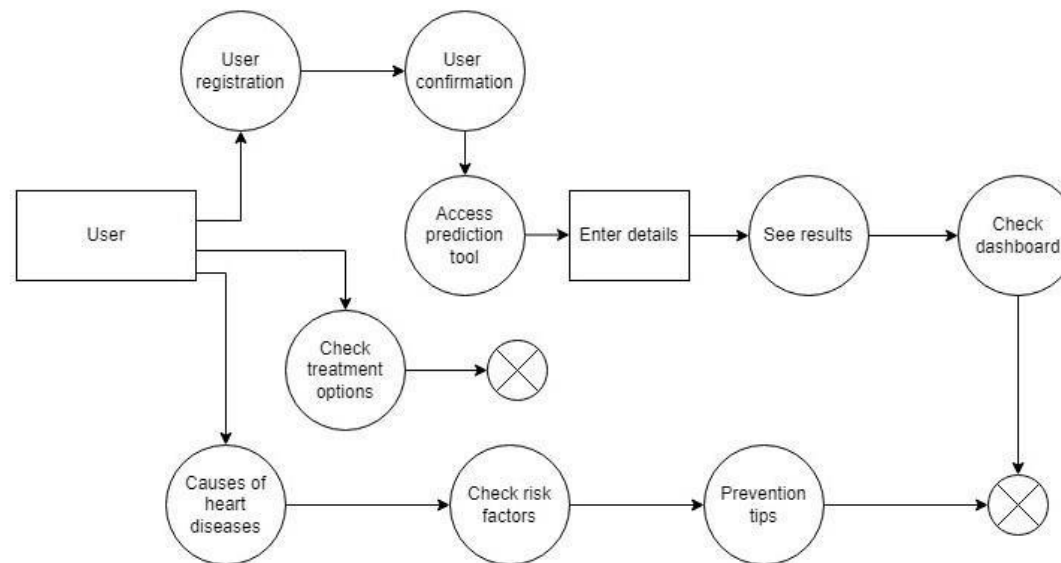 User
registration
User
confirmation
User
Access
prediction
tool
Enter details
See results
Check
dashboard
Check
treatment
options
Causes of
heart
diseases
Check risk
factors
Prevention
tips